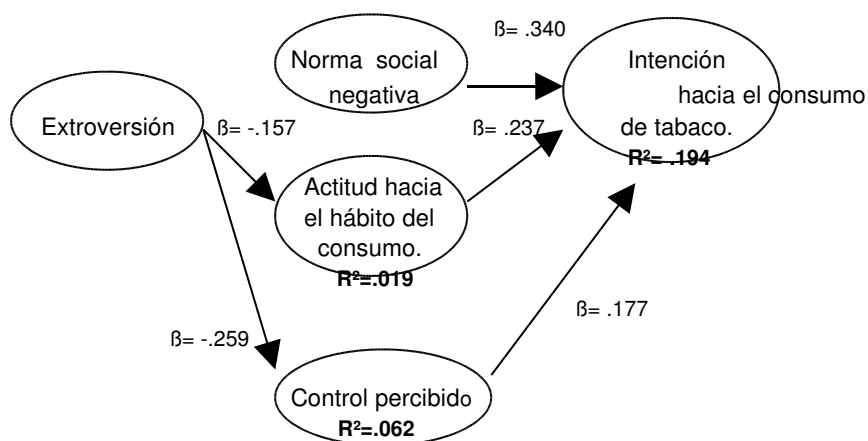 ß= .340
Norma social
negativa
Intención
hacia el consumo
de tabaco.
R²= .194
Extroversión
ß= -.157
ß= .237
Actitud hacia
el hábito del
consumo.
R²=.019
ß= .177
ß= -.259
Control percibido
R²=.062